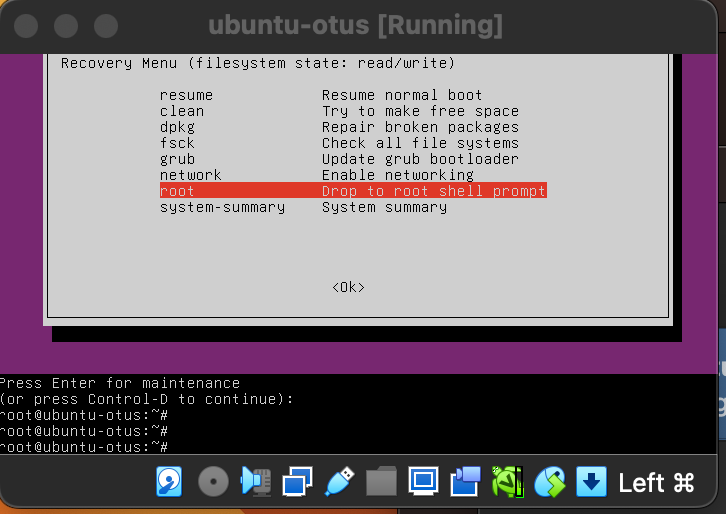 ubuntu-otus [Running]
Recovery Menu (filesystem state: read/write)
resume Resume normal boot
clean Try to make free space
dpkg Repair broken packages
fsck Check all file systems
grub Update grub bootloader
network Enable networking
root Drop to root shell prompt
system-summary System summary
<Ok>
Press Enter for maintenance
(or press Control-D to continue):
root@ubuntu-otus:~#
root@ubuntu-otus:~#
root@ubuntu-otus:~#
Left ⌘